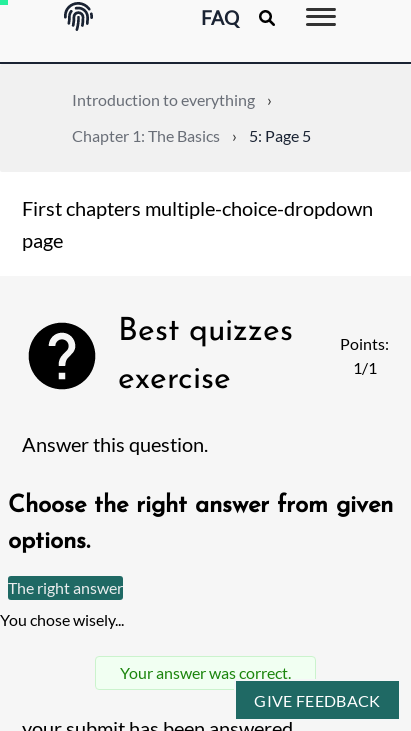 FAQ
Introduction to everything ›
Chapter 1: The Basics › 5: Page 5
First chapters multiple-choice-dropdown
page
Best quizzes
exercise
Points:
1/1
Answer this question.
Choose the right answer from given
options.
The right answer
You chose wisely...
Your answer was correct.
GIVE FEEDBACK
your submit has been answered